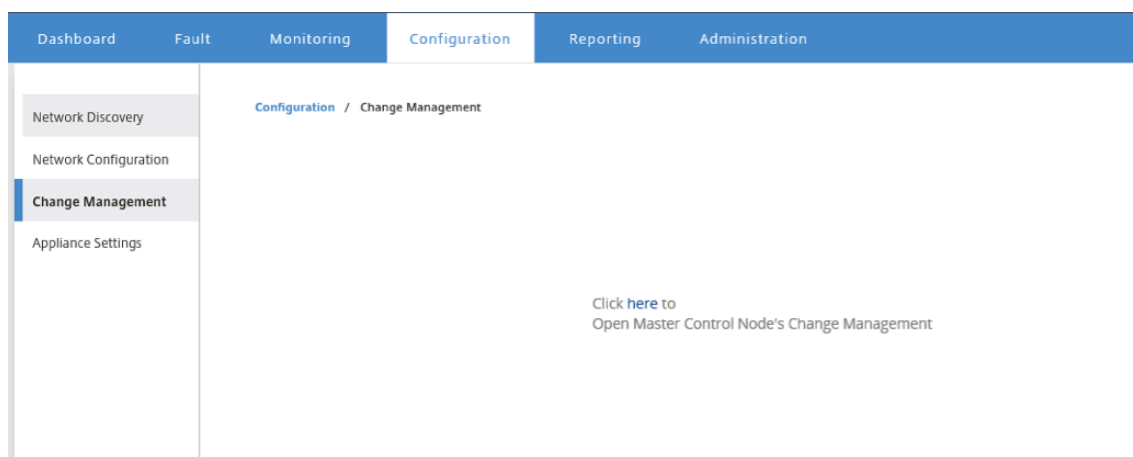 Dashboard Fault Monitoring Configuration Reporting Administration
Configuration / Change Management
Network Discovery
Network Configuration
Change Management
Appliance Settings
Click here to
Open Master Control Node's Change Management